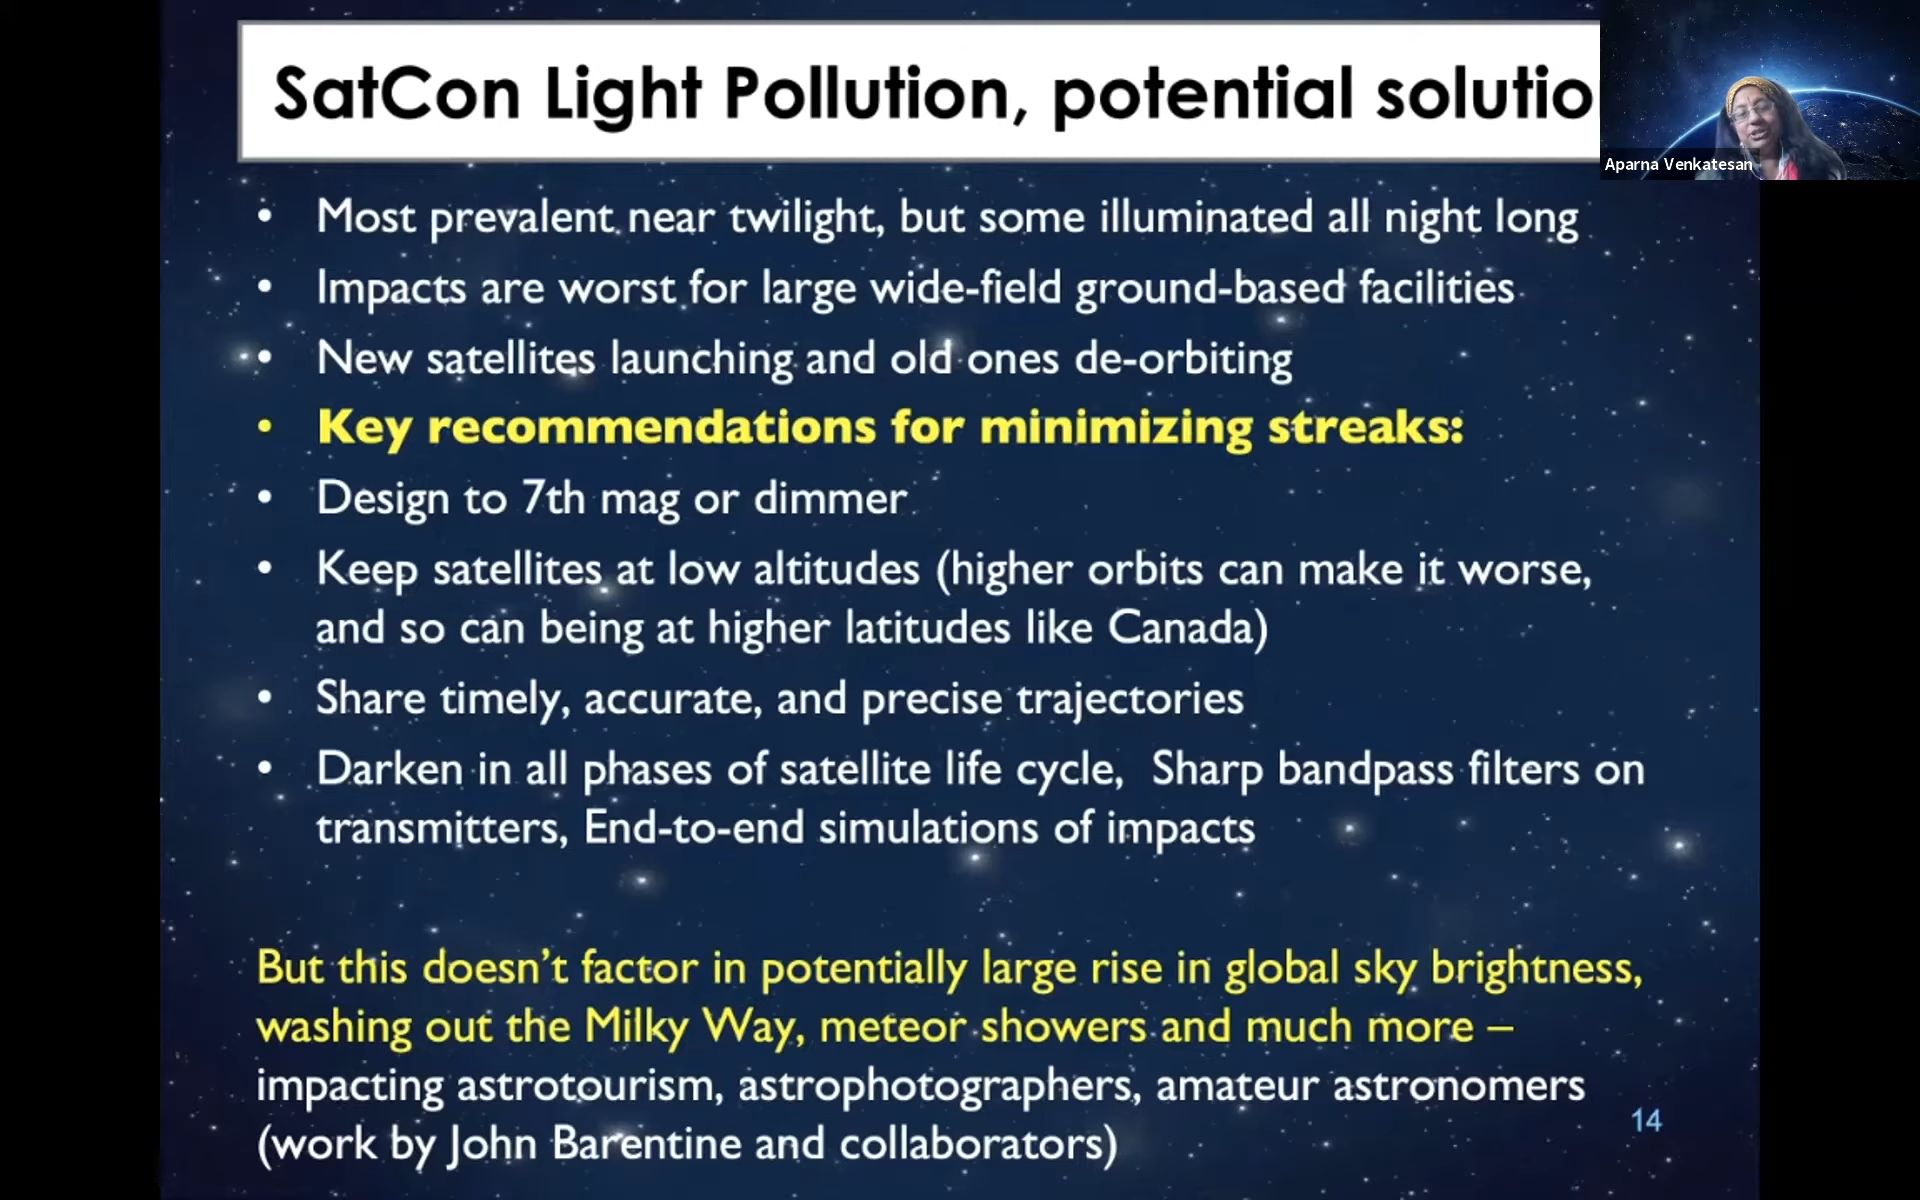 SatCon Light Pollution, potential solutio
Aparna Venkatesan
• Most prevalent near twilight, but some illuminated all night long
• Impacts are worst for large wide-field ground-based facilities
• New satellites launching and old ones de-orbiting
• Key recommendations for minimizing streaks:
• Design to 7th mag or dimmer
• Keep satellites at low altitudes (higher orbits can make it worse,
and so can being at higher latitudes like Canada)
• Share timely, accurate, and precise trajectories
• Darken in all phases of satellite life cycle, Sharp bandpass filters on
transmitters, End-to-end simulations of impacts
But this doesn’t factor in potentially large rise in global sky brightness,
washing out the Milky Way, meteor showers and much more –
impacting astrotourism, astrophotographers, amateur astronomers
(work by John Barentine and collaborators)
14